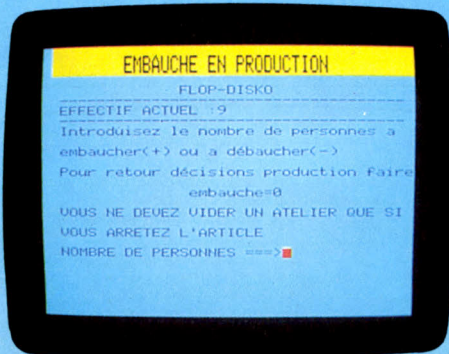 EMBAUCHE EN PRODUCTION
FLOP-DISKO
EFFECTIF ACTUEL :9
Introduisez le nombre de personnes a
embaucher(+) ou a débaucher(-)
Pour retour décisions production faire
embauche=0
VOUS NE DEVEZ VIDER UN ATELIER QUE SI
VOUS ARRETEZ L'ARTICLE
NOMBRE DE PERSONNES ===>